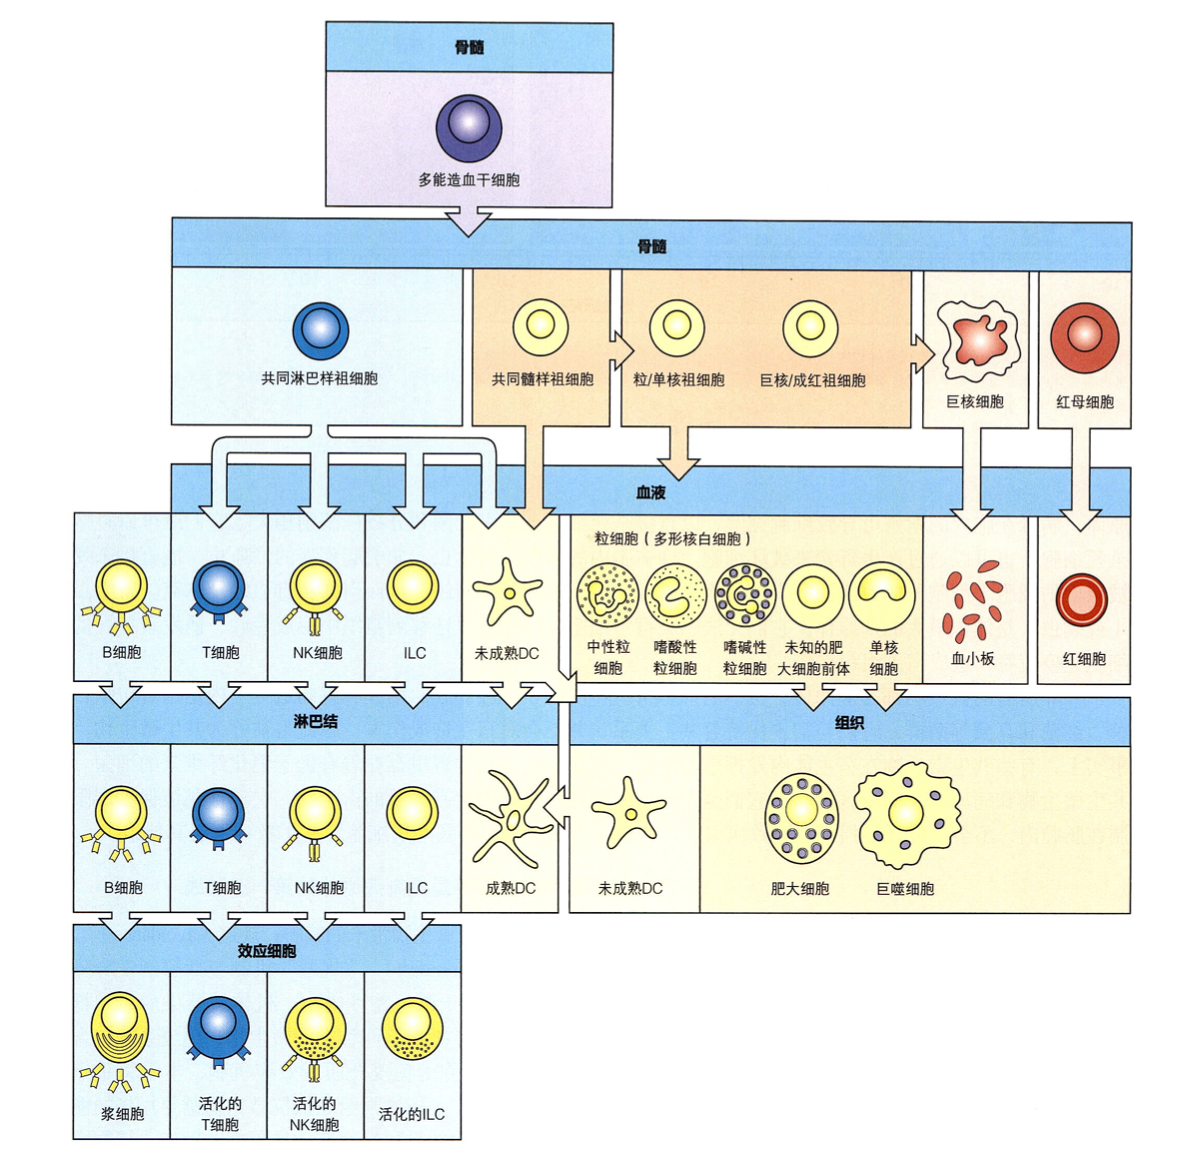 骨髓
多能造血干细胞
骨髓
共同淋巴样祖细胞
共同髓样祖细胞
粒/单核祖细胞
巨核/成红祖细胞
巨核细胞
红母细胞
血液
粒细胞（多形核白细胞）
B细胞
T细胞
NK细胞
ILC
未成熟DC
中性粒
细胞
嗜酸性
粒细胞
嗜碱性
粒细胞
未知的肥
大细胞前体
单核
细胞
血小板
红细胞
淋巴结
组织
B细胞
T细胞
NK细胞
ILC
成熟DC
未成熟DC
肥大细胞
巨噬细胞
效应细胞
浆细胞
活化的
T细胞
活化的
NK细胞
活化的ILC